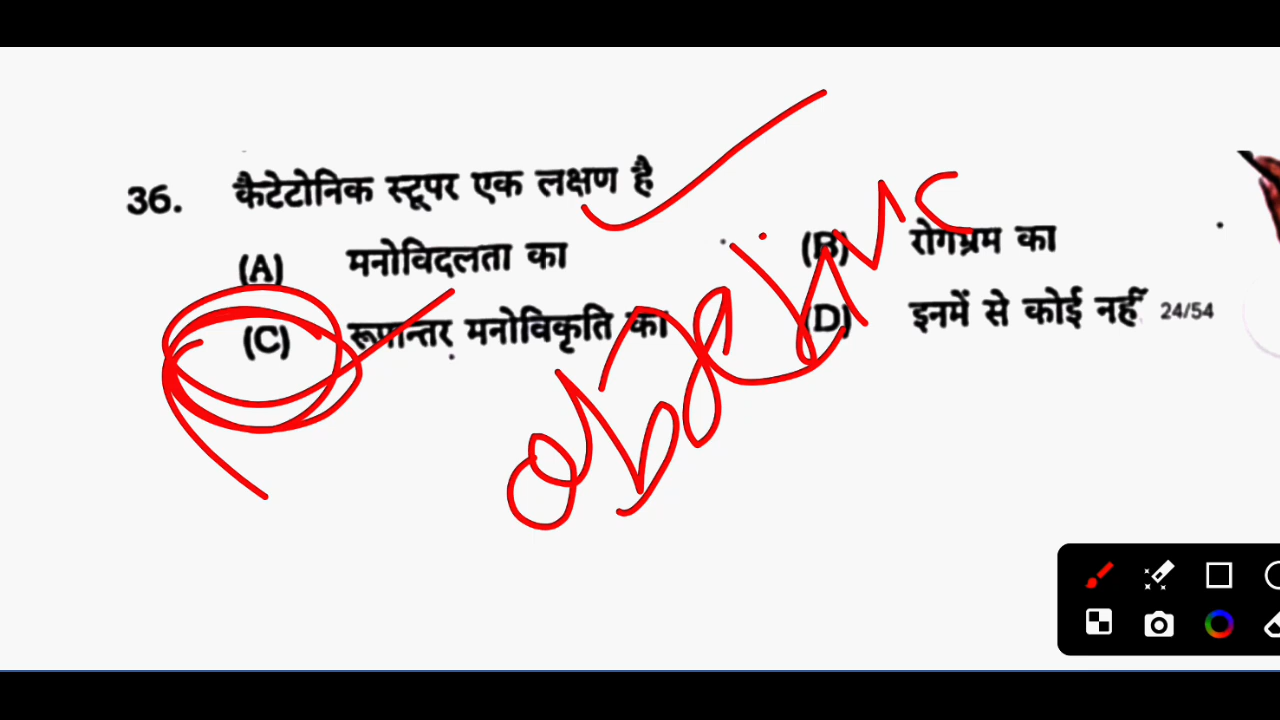 36. कैटेटोनिक स्टूपर एक लक्षण है
(A) मनोविदलता का (B) रोगभ्रम का
(C) रूपान्तर मनोविकृति का (D) इनमें से कोई नहीं 24/54